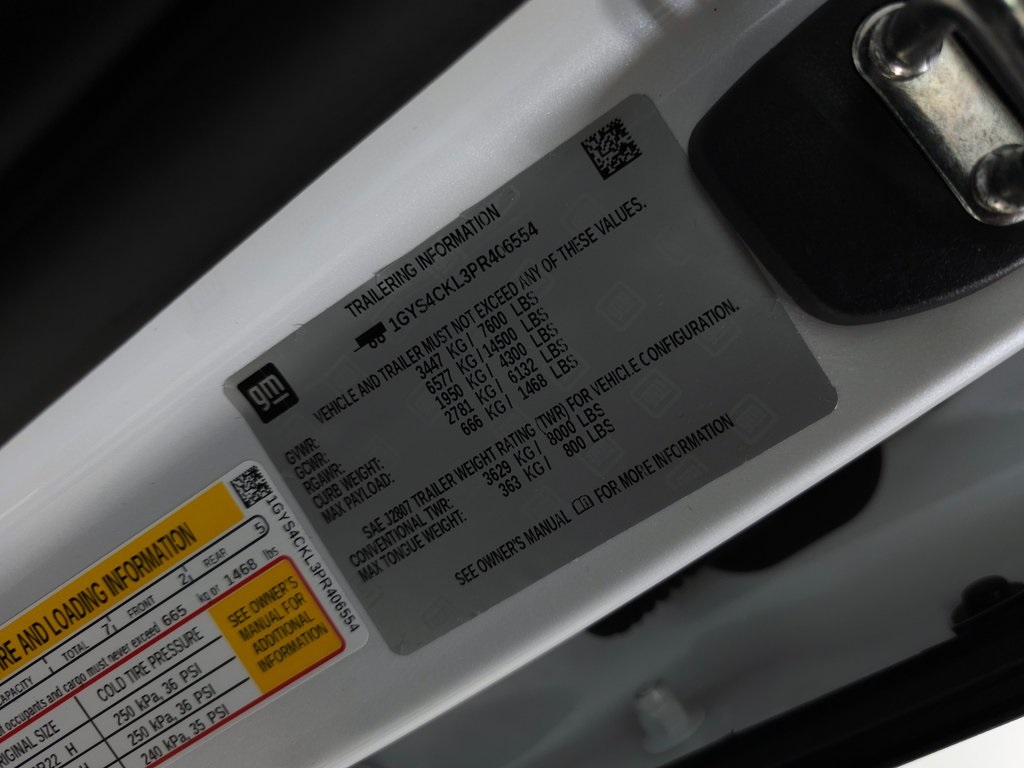 gm
TRAILERING INFORMATION
1GYS4CKL3PR406554
VEHICLE AND TRAILER MUST NOT EXCEED ANY OF THESE VALUES.
GVWR: 3447 KG / 7600 LBS
GCWR: 6577 KG / 14500 LBS
RGAWR: 1950 KG / 4300 LBS
CURB WEIGHT: 2781 KG / 6132 LBS
MAX PAYLOAD: 666 KG / 1468 LBS
SAE J2807 TRAILER WEIGHT RATING (TWR) FOR VEHICLE CONFIGURATION.
CONVENTIONAL TWR: 3629 KG / 8000 LBS
MAX TONGUE WEIGHT: 363 KG / 800 LBS
SEE OWNER'S MANUAL FOR MORE INFORMATION
AND LOADING INFORMATION
1GYS4CKL3PR406554
CAPACITY TOTAL 7 FRONT 2 REAR 5
occupants and cargo must never exceed 665 kg or 1468 lbs
SIZE COLD TIRE PRESSURE
H 250 kPa, 36 PSI
250 kPa, 36 PSI
240 kPa, 35 PSI
SEE OWNER'S
MANUAL FOR
ADDITIONAL
INFORMATION